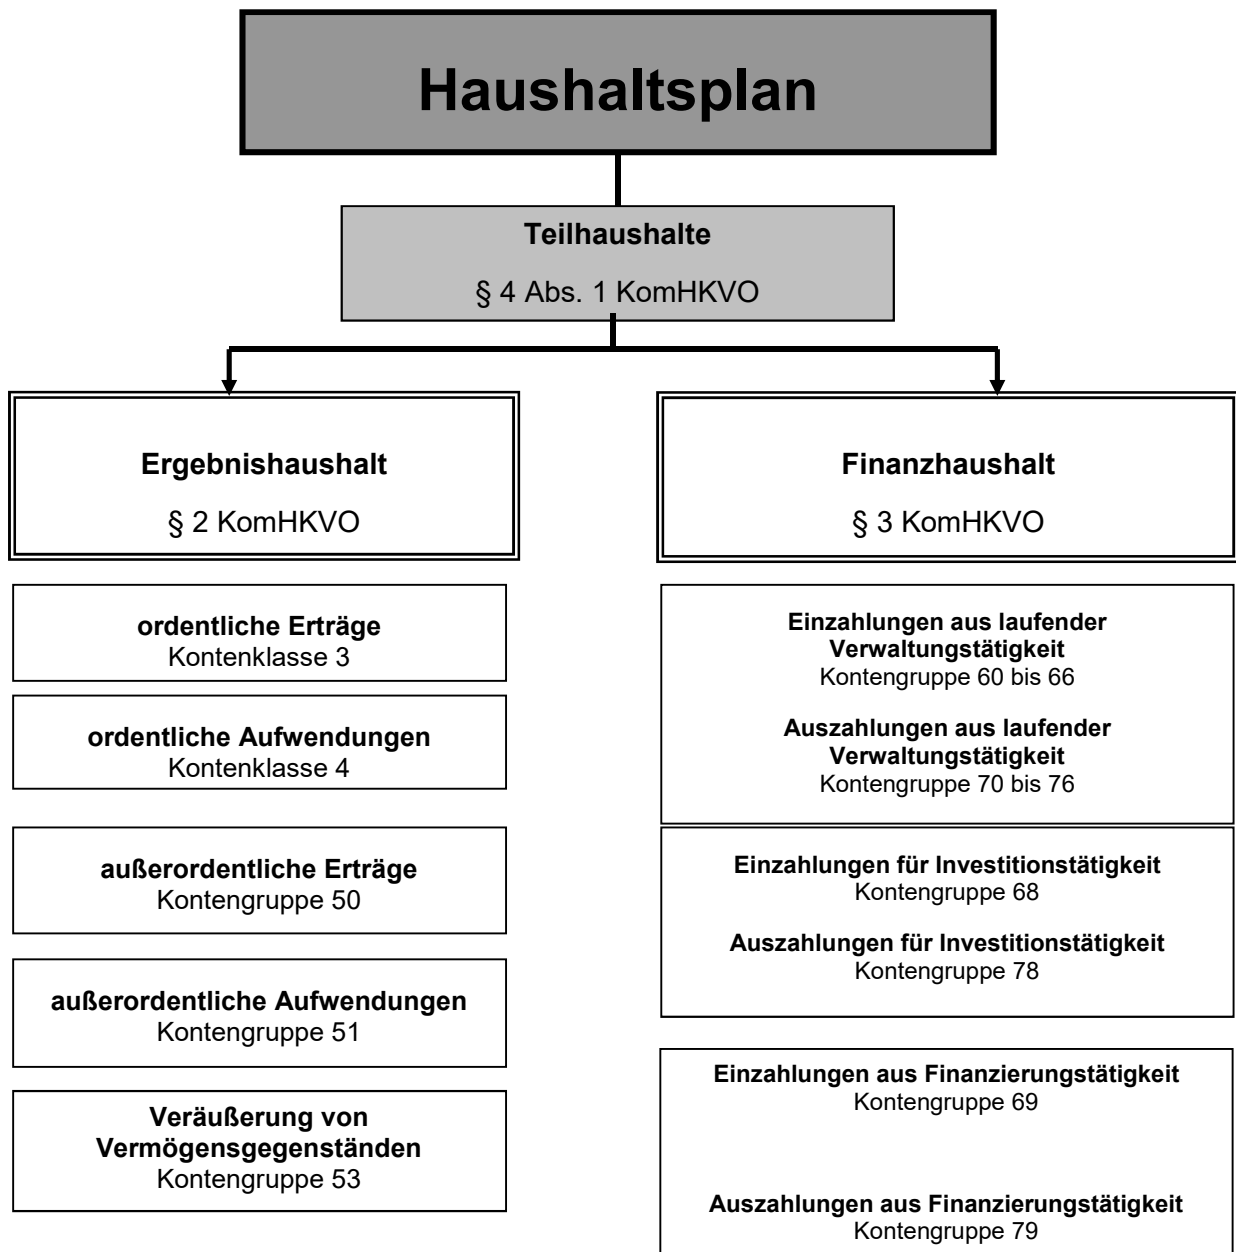 Haushaltsplan
Teilhaushalte
§ 4 Abs. 1 KomHKVO
Ergebnishaushalt
§ 2 KomHKVO
ordentliche Erträge
Kontenklasse 3
ordentliche Aufwendungen
Kontenklasse 4
außerordentliche Erträge
Kontengruppe 50
außerordentliche Aufwendungen
Kontengruppe 51
Veräußerung von
Vermögensgegenständen
Kontengruppe 53
Finanzhaushalt
§ 3 KomHKVO
Einzahlungen aus laufender
Verwaltungstätigkeit
Kontengruppe 60 bis 66
Auszahlungen aus laufender
Verwaltungstätigkeit
Kontengruppe 70 bis 76
Einzahlungen für Investitionstätigkeit
Kontengruppe 68
Auszahlungen für Investitionstätigkeit
Kontengruppe 78
Einzahlungen aus Finanzierungstätigkeit
Kontengruppe 69
Auszahlungen aus Finanzierungstätigkeit
Kontengruppe 79